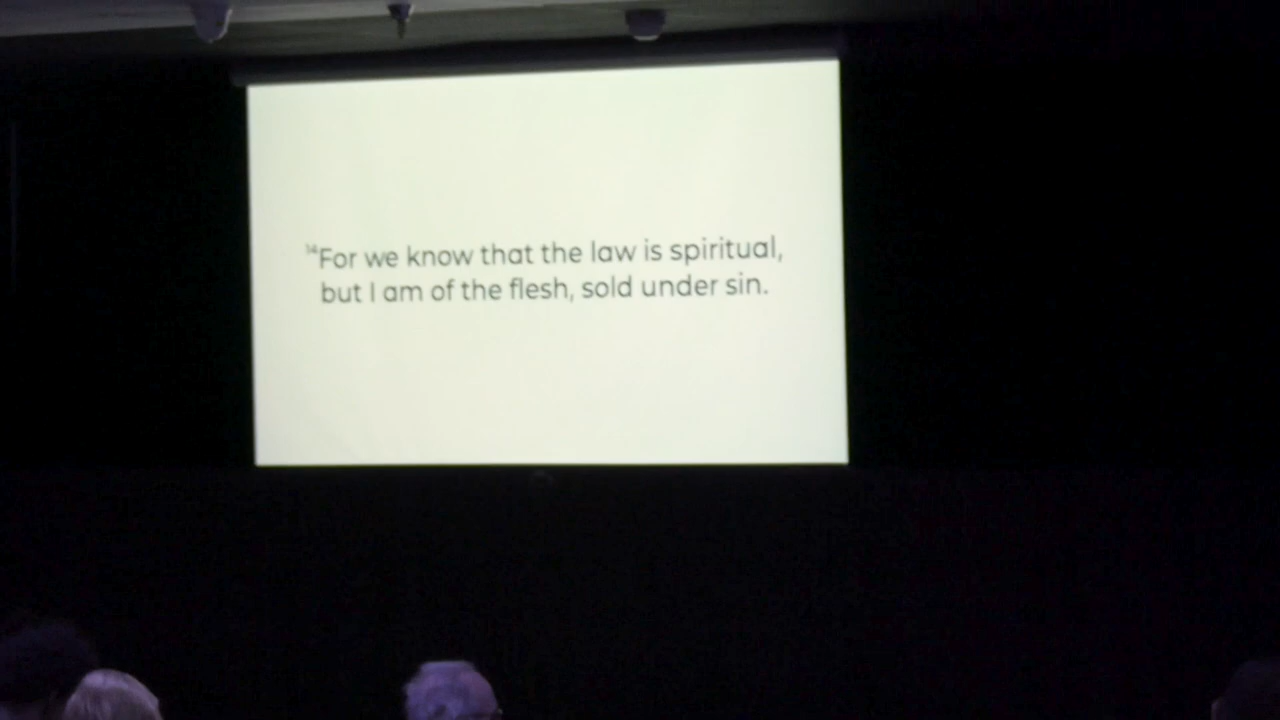 ¹⁴For we know that the law is spiritual,
but I am of the flesh, sold under sin.